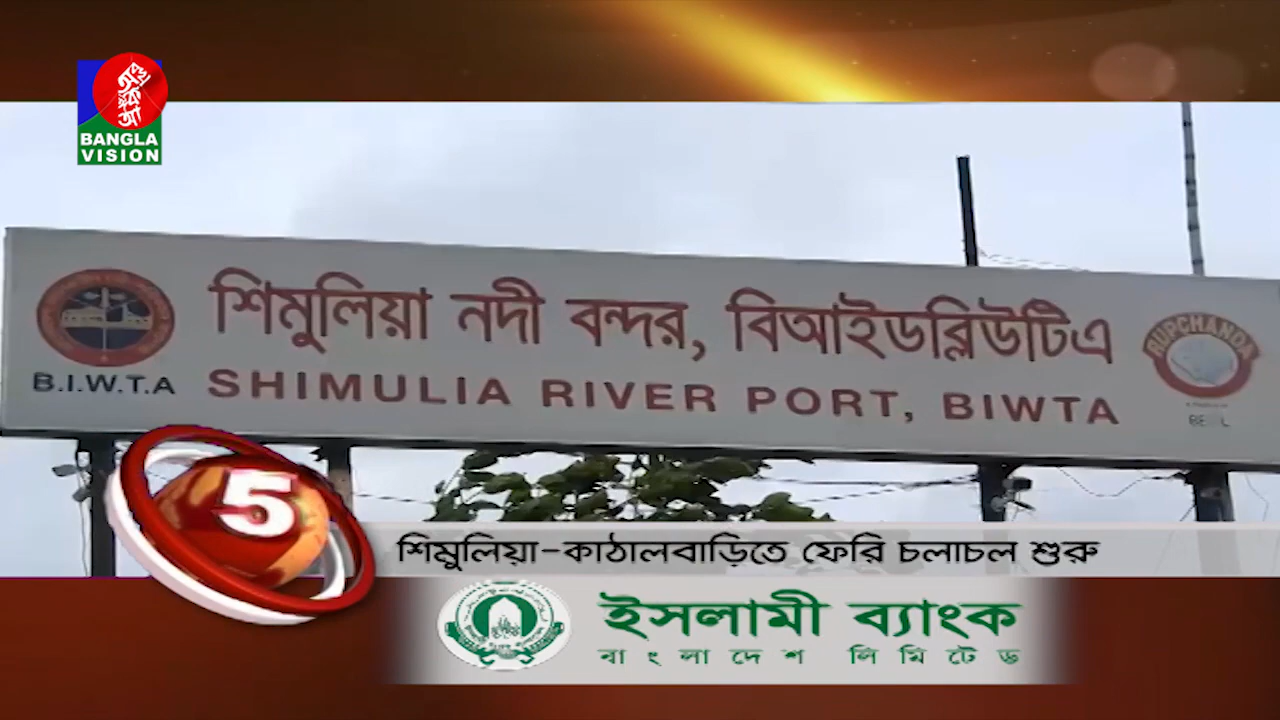 BANGLA
VISION
শিমুলিয়া নদী বন্দর, বিআইডব্লিউটিএ
B.I.W.T.A
SHIMULIA RIVER PORT, BIWTA
RUPCHANDA
5
শিমুলিয়া-কাঠালবাড়িতে ফেরি চলাচল শুরু
ইসলামী ব্যাংক
বাংলাদেশ লিমিটেড